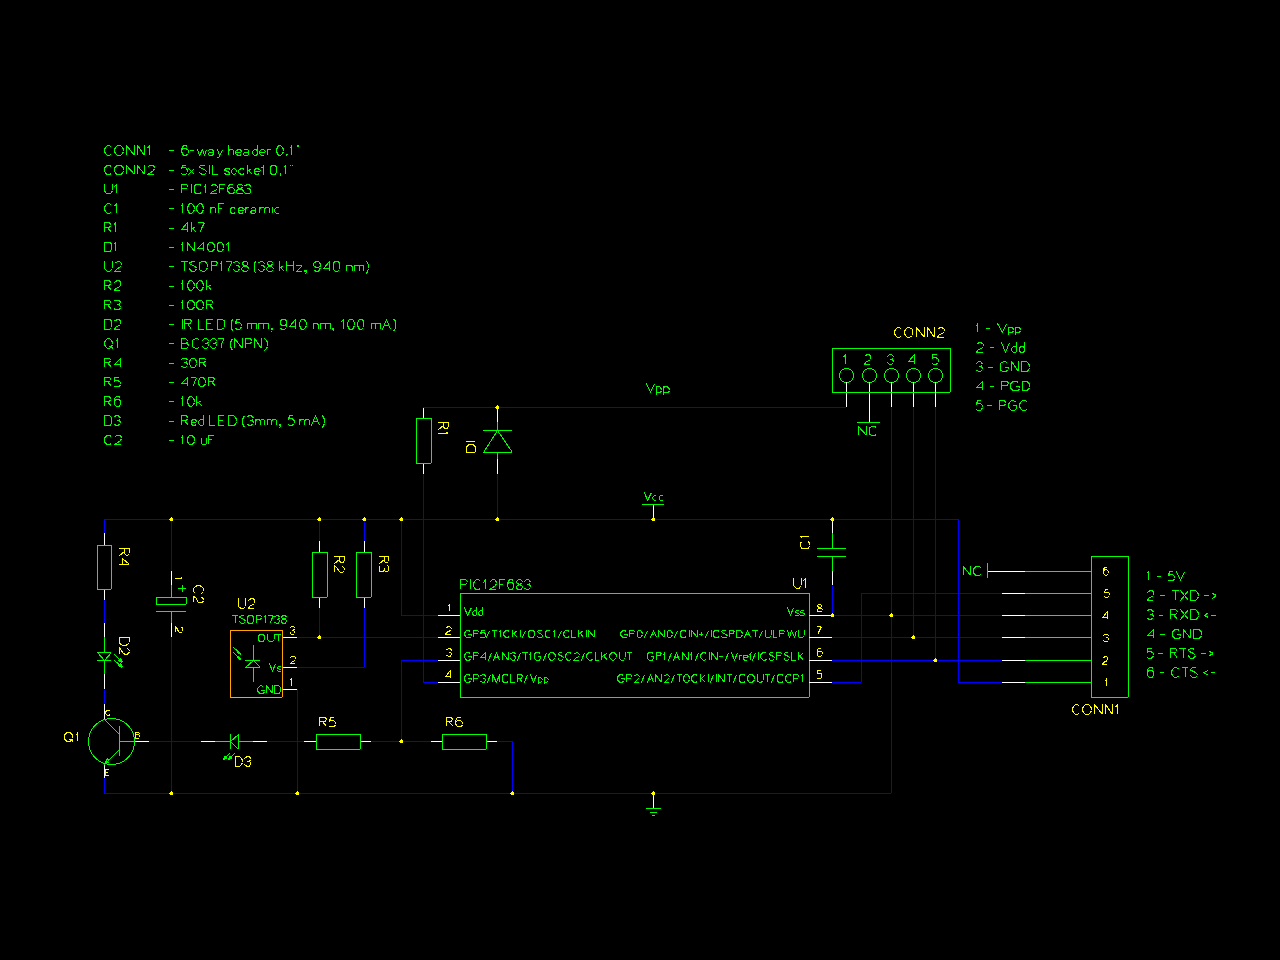 CONN1 - 6-way header 0.1"
CONN2 - 5x SIL socket 0,1"
U1 - PIC12F683
C1 - 100 nF ceramic
R1 - 4k7
D1 - 1N4001
U2 - TSOP1738 (38 kHz, 940 nm)
R2 - 100k
R3 - 100R
D2 - IR LED (5 mm, 940 nm, 100 mA)
Q1 - BC337 (NPN)
R4 - 30R
R5 - 470R
R6 - 10k
D3 - Red LED (3mm, 5 mA)
C2 - 10 uF
CONN2
1 2 3 4 5
NC
1 - Vpp
2 - Vdd
3 - GND
4 - PGD
5 - PGC
Vpp
R1
D1
Vcc
R4
C2
1 +
2
R2
R3
C1
U2
TSOP1738
OUT 3
Vs 2
GND 1
D2
PIC12F683
U1
1 Vdd
Vss 8
2 GP5/T1CKI/OSC1/CLKIN
GP0/AN0/CIN+/ICSPDAT/ULPWU 7
3 GP4/AN3/T1G/OSC2/CLKOUT
GP1/AN1/CIN-/Vref/ICSPSLK 6
4 GP3/MCLR/Vpp
GP2/AN2/T0CKI/INT/COUT/CCP1 5
NC
6
5
4
3
2
1
CONN1
1 - 5V
2 - TXD ->
3 - RXD <-
4 - GND
5 - RTS ->
6 - CTS <-
Q1
C
B
E
D3
R5
R6